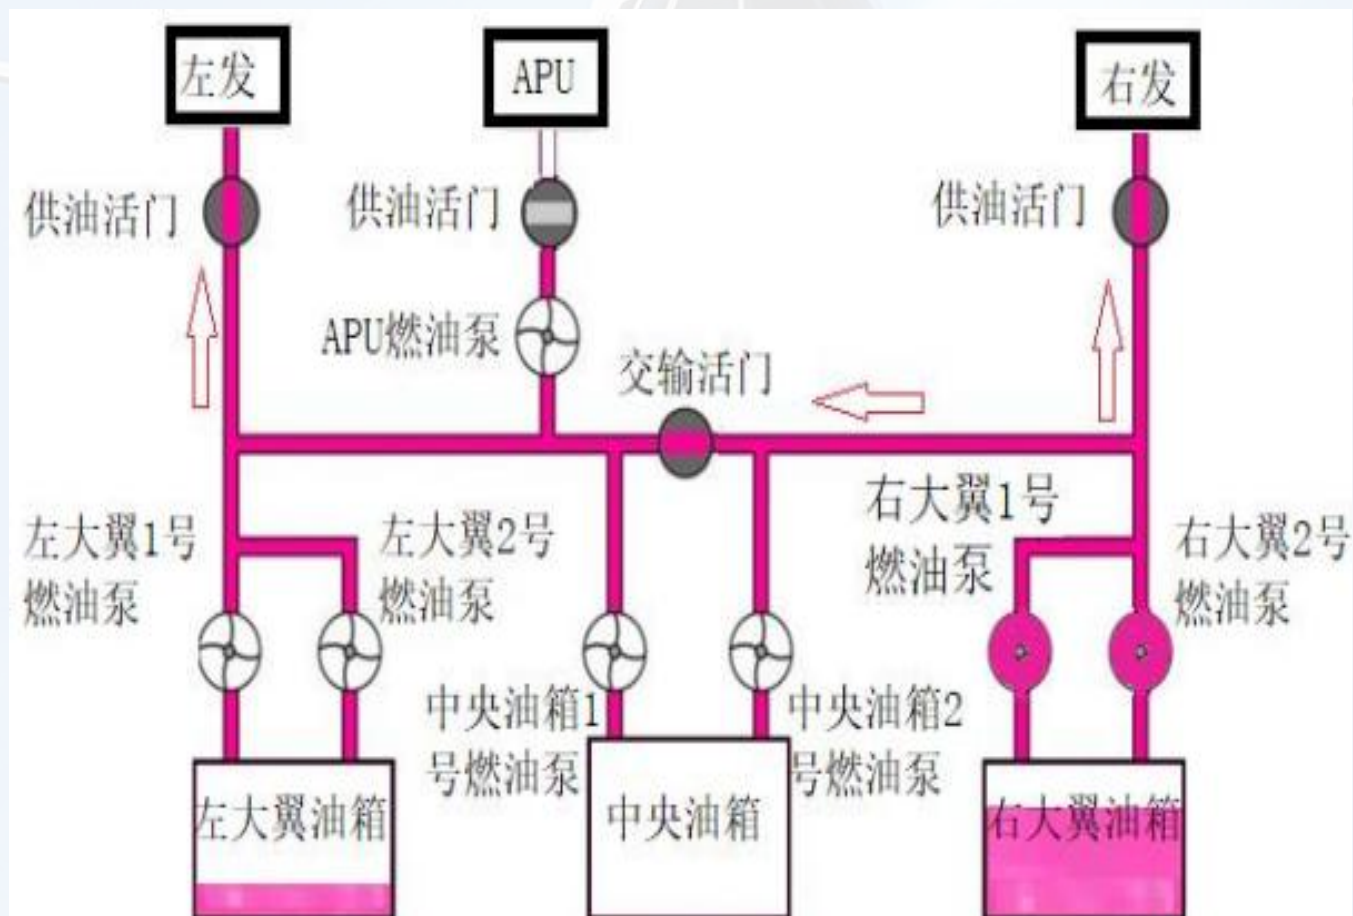 左发
APU
右发
供油活门
供油活门
供油活门
APU燃油泵
交输活门
左大翼1号
燃油泵
左大翼2号
燃油泵
右大翼1号
燃油泵
右大翼2号
燃油泵
中央油箱1
号燃油泵
中央油箱2
号燃油泵
左大翼油箱
中央油箱
右大翼油箱